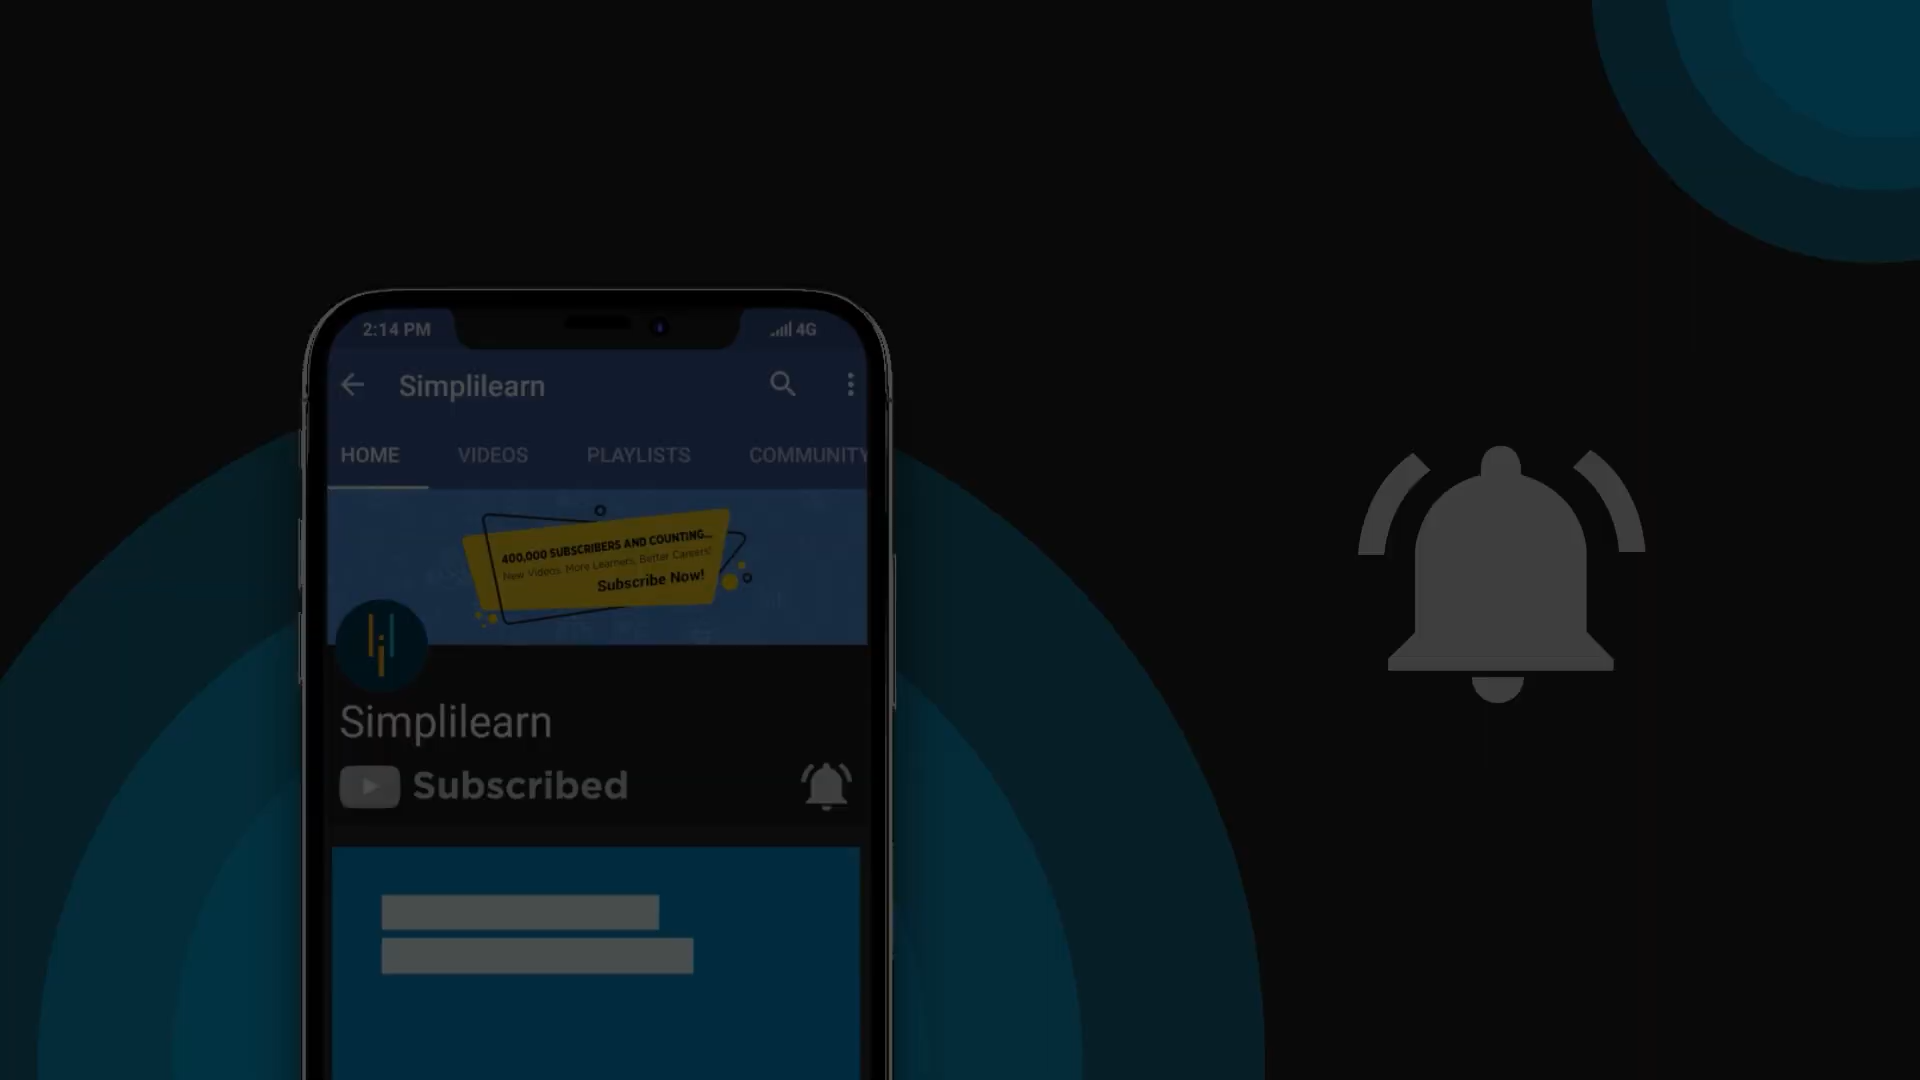 2:14 PM
4G
Simplilearn
HOME VIDEOS PLAYLISTS COMMUNITY
400,000 SUBSCRIBERS AND COUNTING...
New Videos. More Learners. Better Careers!
Subscribe Now!
Simplilearn
Subscribed